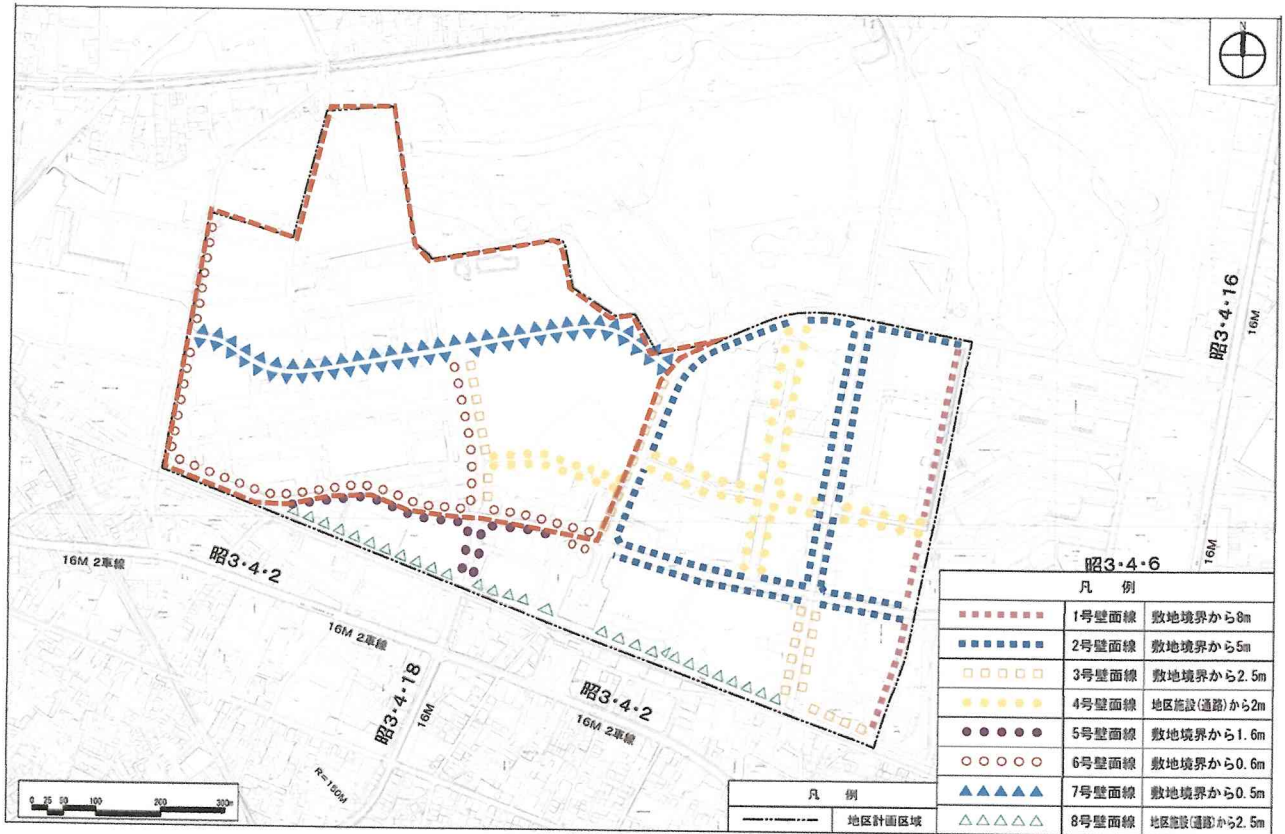 昭3・4・16
16M
16M 2車線
昭3・4・2
16M 2車線
昭3・4・18
16M
R=150M
昭3・4・2
16M 2車線
昭3・4・6
16M
0 25 50 100 200 300m
凡 例
地区計画区域
凡 例
1号壁面線 敷地境界から8m
2号壁面線 敷地境界から5m
3号壁面線 敷地境界から2.5m
4号壁面線 地区施設(通路)から2m
5号壁面線 敷地境界から1.6m
6号壁面線 敷地境界から0.6m
7号壁面線 敷地境界から0.5m
8号壁面線 地区施設(通路)から2.5m